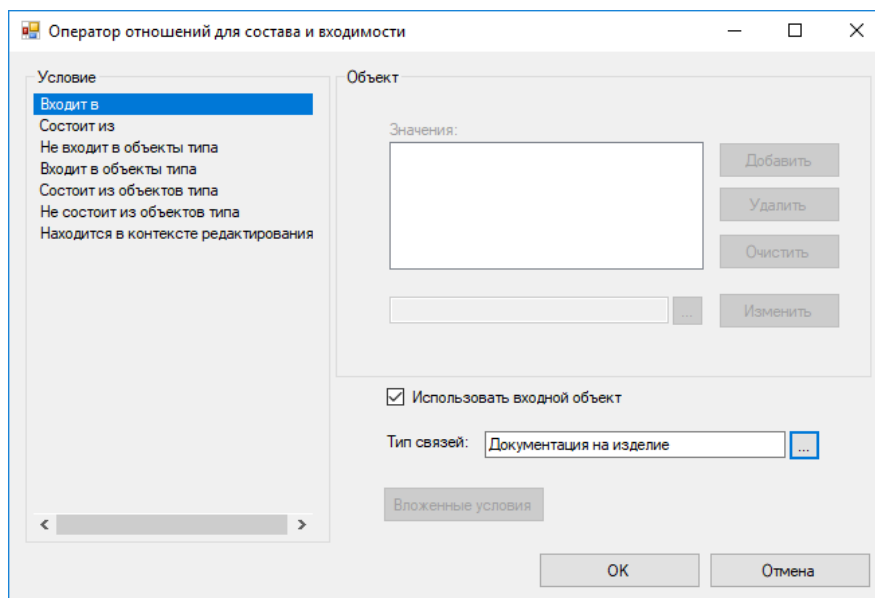 Оператор отношений для состава и входимости
Условие
Входит в
Состоит из
Не входит в объекты типа
Входит в объекты типа
Состоит из объектов типа
Не состоит из объектов типа
Находится в контексте редактирования
Объект
Значения:
Добавить
Удалить
Очистить
... Изменить
Использовать входной объект
Тип связей: Документация на изделие ...
Вложенные условия
OK Отмена